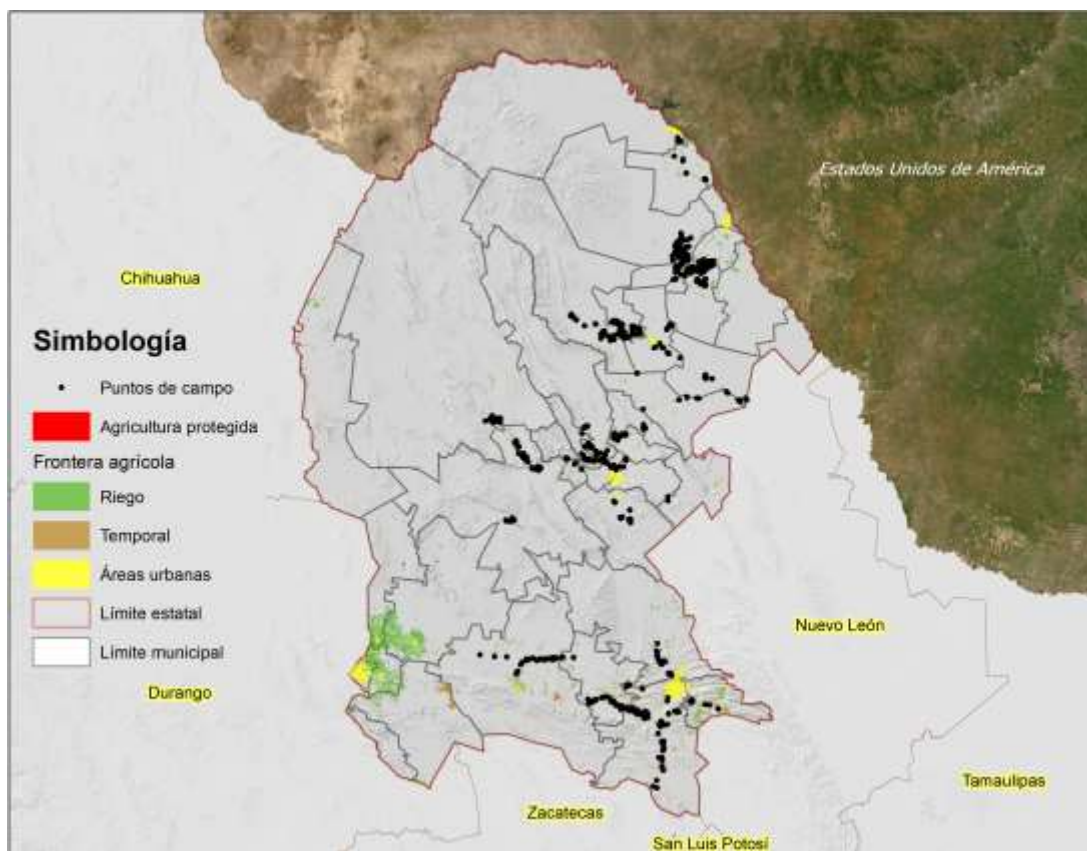 Estados Unidos de América
Chihuahua
Simbología
Puntos de campo
Agricultura protegida
Frontera agrícola
Riego
Temporal
Áreas urbanas
Límite estatal
Límite municipal
Nuevo León
Durango
Tamaulipas
Zacatecas
San Luis Potosí